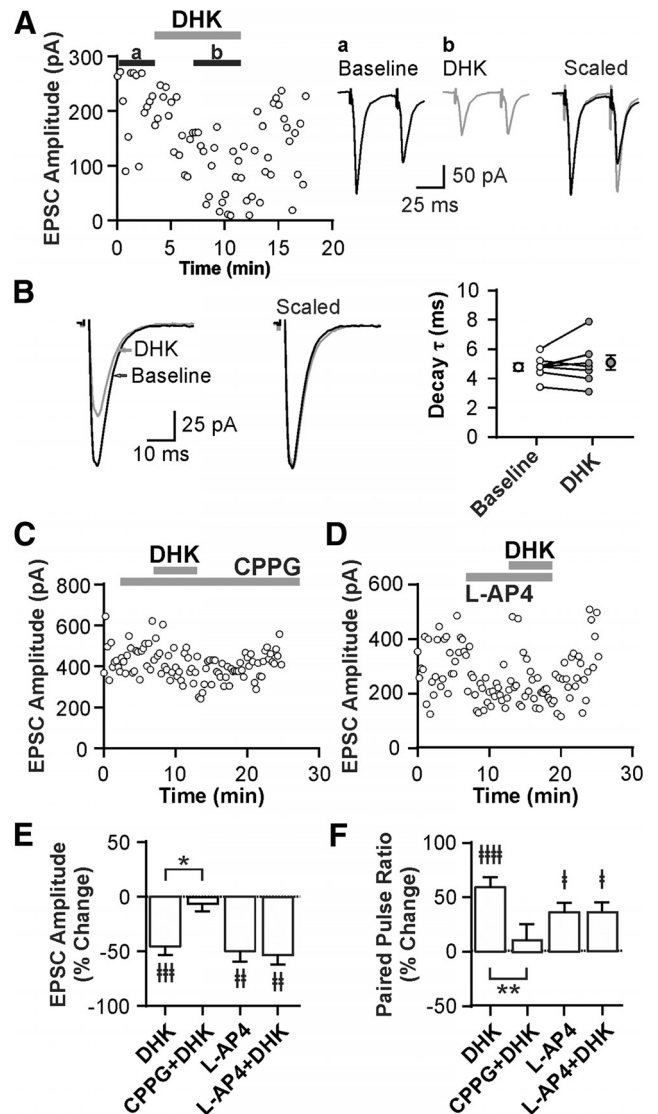 A
DHK
a
b
300
200
100
0
EPSC Amplitude (pA)
0
5
10
15
20
Time (min)
a
Baseline
b
DHK
Scaled
50 pA
25 ms
B
DHK
Baseline
25 pA
10 ms
Scaled
10
8
6
4
2
0
Decay τ (ms)
Baseline
DHK
C
DHK
CPPG
800
600
400
200
0
EPSC Amplitude (pA)
0
10
20
30
Time (min)
D
DHK
L-AP4
600
400
200
0
EPSC Amplitude (pA)
0
10
20
30
Time (min)
E
50
0
-50
-100
EPSC Amplitude
(% Change)
*
‡‡‡
‡‡
‡‡
DHK
CPPG+DHK
L-AP4
L-AP4+DHK
F
100
50
0
-50
Paired Pulse Ratio
(% Change)
‡‡‡‡
‡
‡
**
DHK
CPPG+DHK
L-AP4
L-AP4+DHK